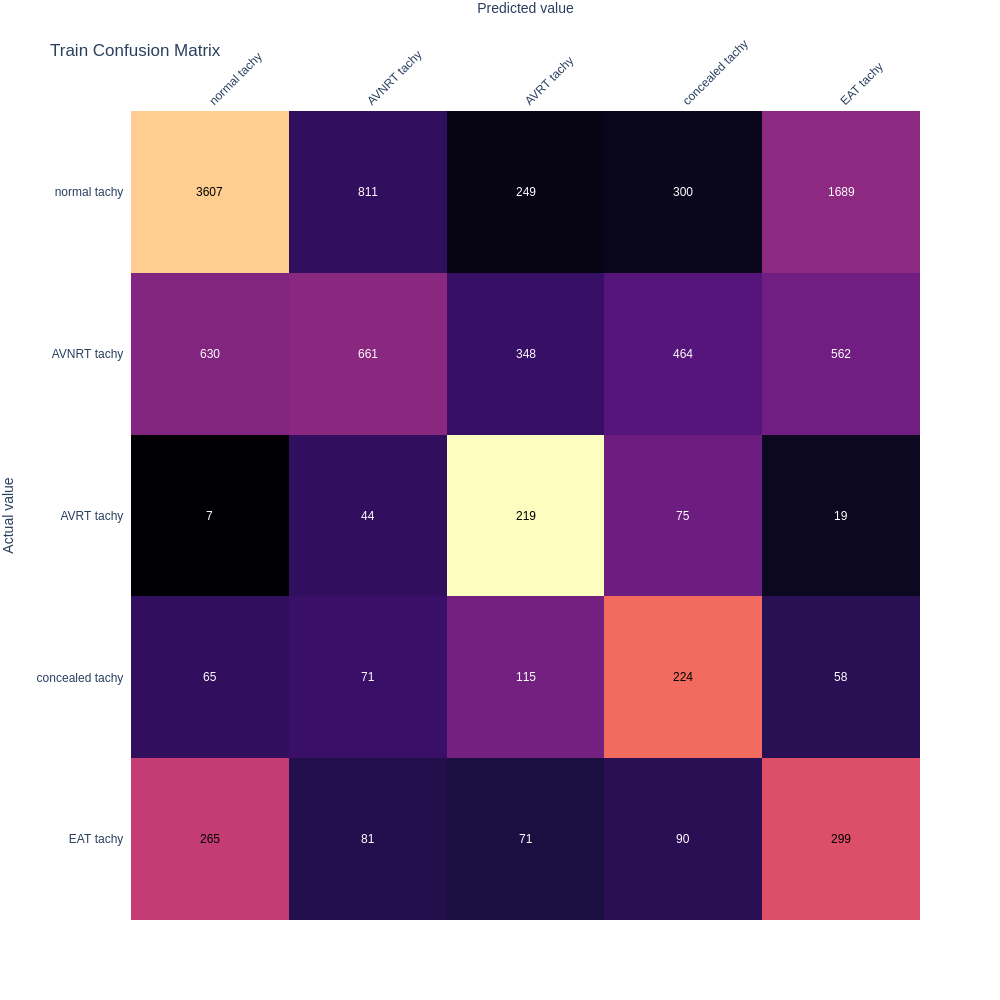 Predicted value
Train Confusion Matrix
normal tachy
AVNRT tachy
AVRT tachy
concealed tachy
EAT tachy
normal tachy 3607 811 249 300 1689
AVNRT tachy 630 661 348 464 562
Actual value
AVRT tachy 7 44 219 75 19
concealed tachy 65 71 115 224 58
EAT tachy 265 81 71 90 299